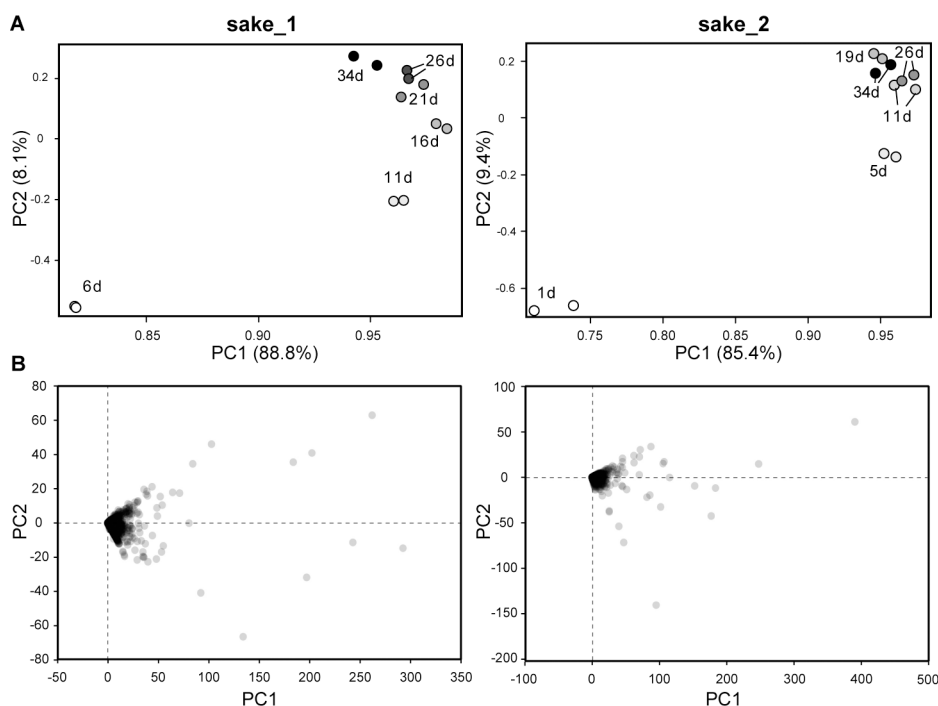 A
sake_1
sake_2
PC2 (8.1%)
0.2
0
-0.2
-0.4
34d
26d
21d
16d
11d
6d
0.85
0.90
0.95
PC1 (88.8%)
PC2 (9.4%)
0.2
0
-0.2
-0.4
-0.6
19d
26d
34d
11d
5d
1d
0.75
0.80
0.85
0.90
0.95
PC1 (85.4%)
B
PC2
80
60
40
20
0
-20
-40
-60
-80
-50
0
50
100
150
200
250
300
350
PC1
PC2
100
50
0
-50
-100
-150
-200
-100
0
100
200
300
400
500
PC1